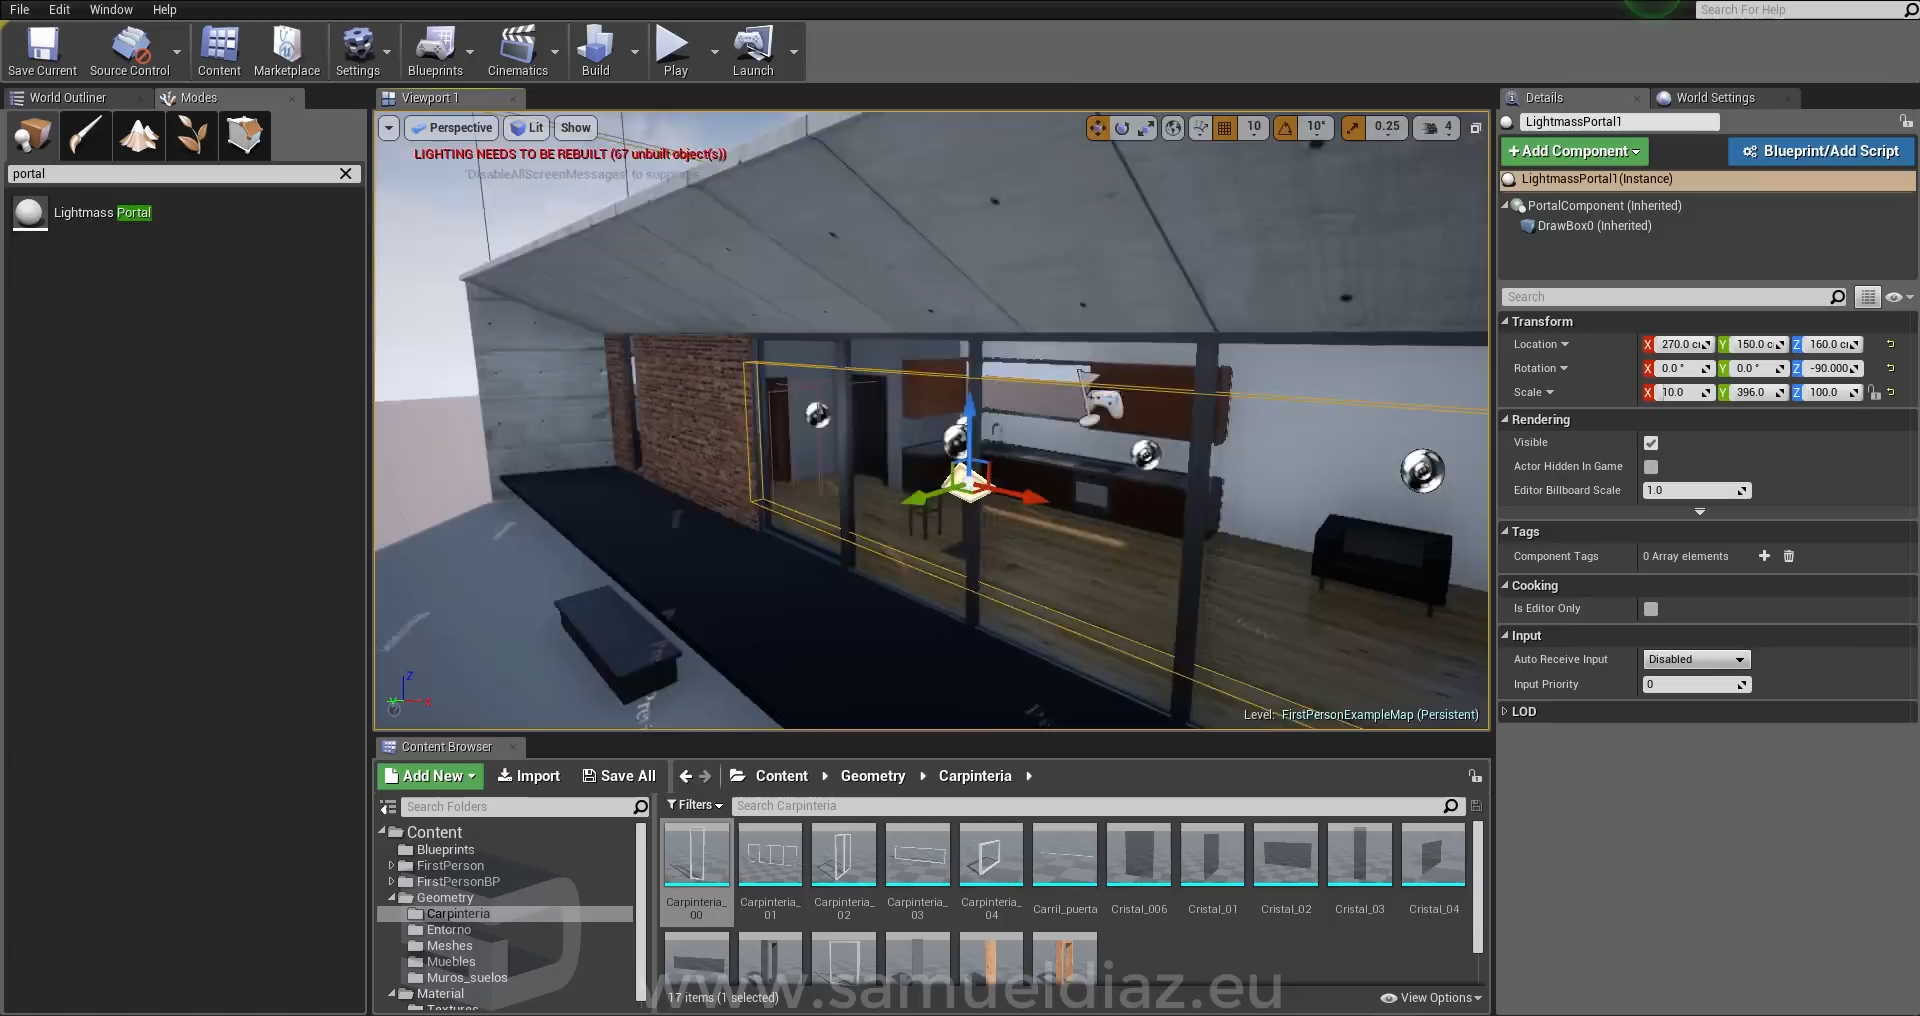 File Edit Window Help
Search For Help
Save Current Source Control Content Marketplace Settings Blueprints Cinematics Build Play Launch
World Outliner Modes
portal
Lightmass Portal
Viewport 1
Perspective Lit Show 10 10° 0.25 4
LIGHTING NEEDS TO BE REBUILT (67 unbuilt object(s))
'DisableAllScreenMessages' to suppress
Z
Y X
Level: FirstPersonExampleMap (Persistent)
Content Browser
Add New Import Save All Content Geometry Carpinteria
Search Folders
Filters Search Carpinteria
Content
Blueprints
FirstPerson
FirstPersonBP
Geometry
Carpinteria
Entorno
Meshes
Muebles
Muros_suelos
Material
Textures
Carpinteria_00 Carpinteria_01 Carpinteria_02 Carpinteria_03 Carpinteria_04 Carril_puerta Cristal_006 Cristal_01 Cristal_02 Cristal_03 Cristal_04
17 items (1 selected)
View Options
www.samueldiaz.eu
Details World Settings
LightmassPortal1
+Add Component Blueprint/Add Script
LightmassPortal1(Instance)
PortalComponent (Inherited)
DrawBox0 (Inherited)
Search
Transform
Location X 270.0 Y 150.0 Z 160.0
Rotation X 0.0 ° Y 0.0 ° Z -90.000
Scale X 10.0 Y 396.0 Z 100.0
Rendering
Visible
Actor Hidden In Game
Editor Billboard Scale 1.0
Tags
Component Tags 0 Array elements
Cooking
Is Editor Only
Input
Auto Receive Input Disabled
Input Priority 0
LOD